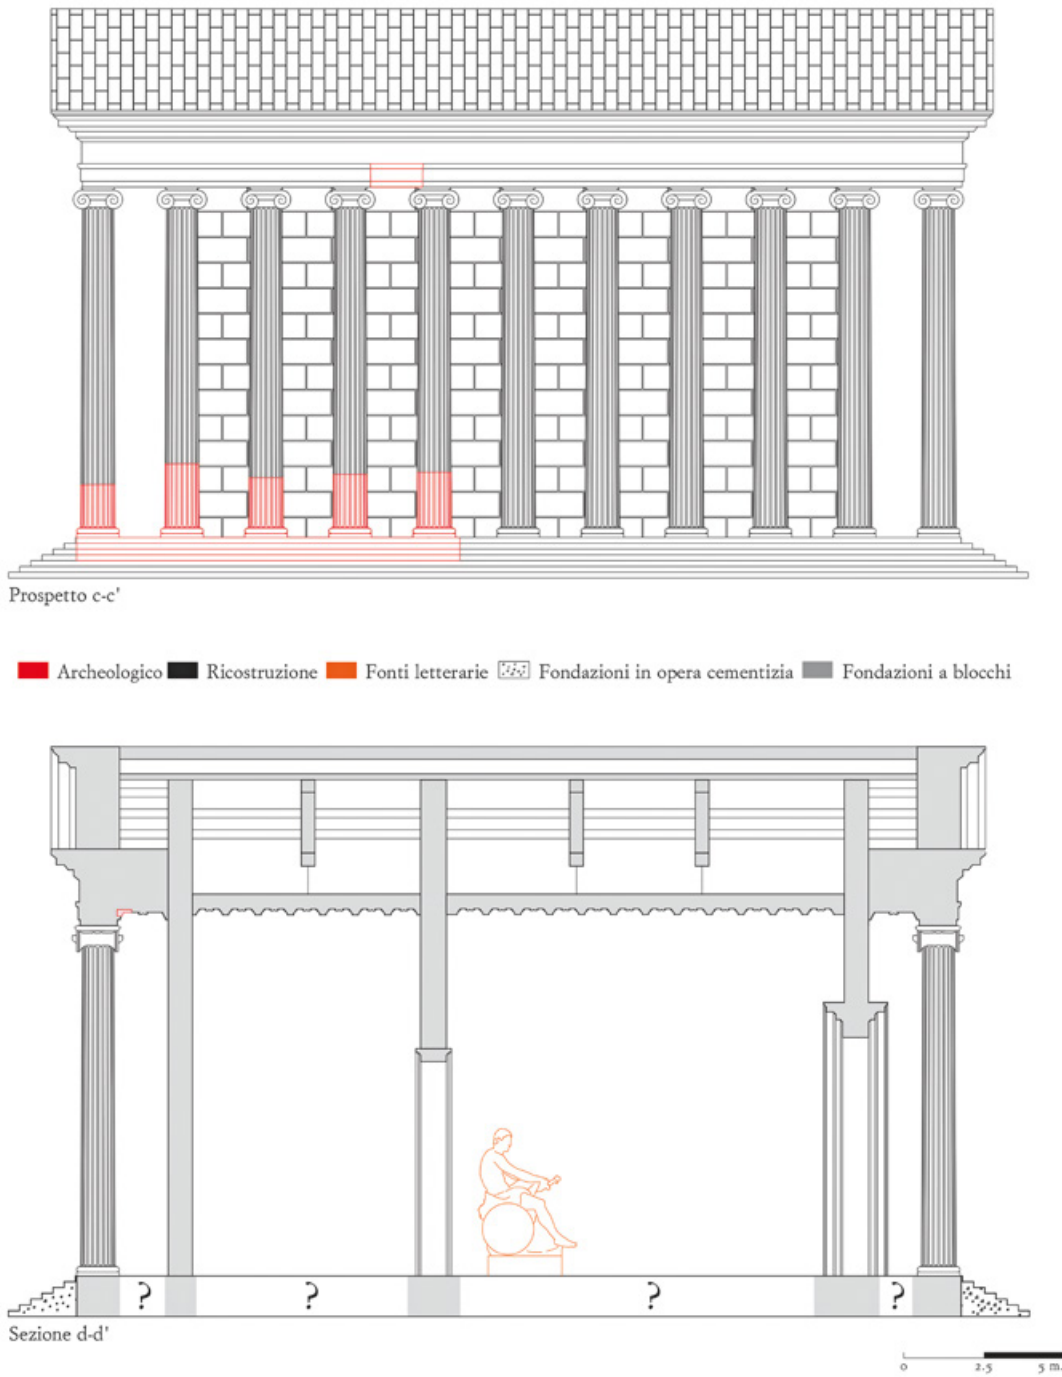 Prospetto c-c'
Archeologico Ricostruzione Fonti letterarie Fondazioni in opera cementizia Fondazioni a blocchi
? ? ? ?
Sezione d-d'
0 2.5 5 m.